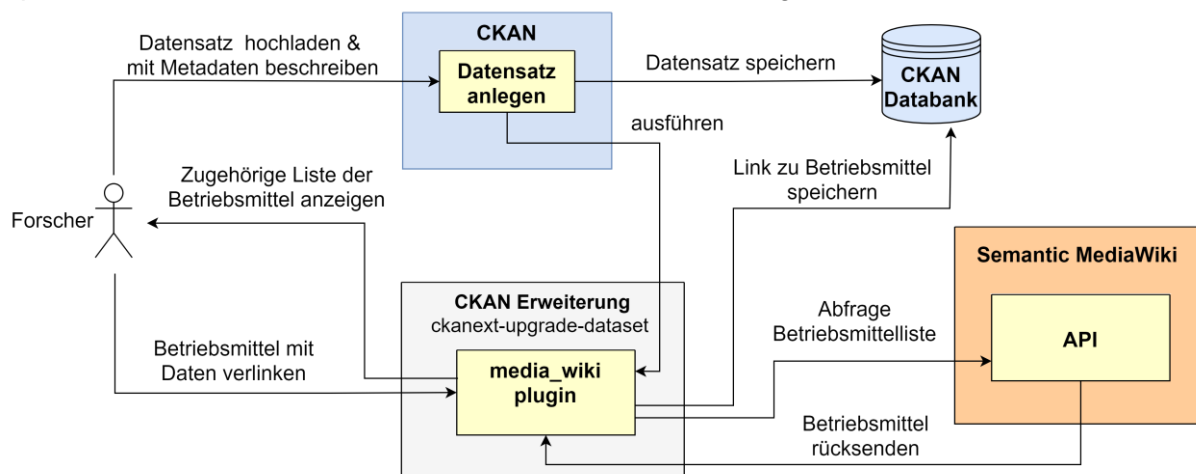 CKAN
Datensatz hochladen &
mit Metadaten beschreiben
Datensatz
anlegen
Datensatz speichern
CKAN
Databank
ausführen
Zugehörige Liste der
Betriebsmittel anzeigen
Link zu Betriebsmittel
speichern
Forscher
Semantic MediaWiki
CKAN Erweiterung
ckanext-upgrade-dataset
Abfrage
Betriebsmittelliste
API
Betriebsmittel mit
Daten verlinken
media_wiki
plugin
Betriebsmittel
rücksenden